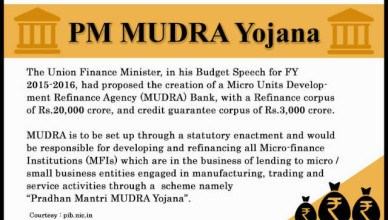 PM MUDRA Yojana
The Union Finance Minister, in his Budget Speech for FY
2015-2016, had proposed the creation of a Micro Units Develop-
ment Refinance Agency (MUDRA) Bank, with a Refinance corpus
of Rs.20,000 crore, and credit guarantee corpus of Rs.3,000 crore.
MUDRA is to be set up through a statutory enactment and would
be responsible for developing and refinancing all Micro-finance
Institutions (MFIs) which are in the business of lending to micro /
small business entities engaged in manufacturing, trading and
service activities through a scheme namely
“Pradhan Mantri MUDRA Yojana”.
Courtesy : pib.nic.in
₹ ₹ ₹